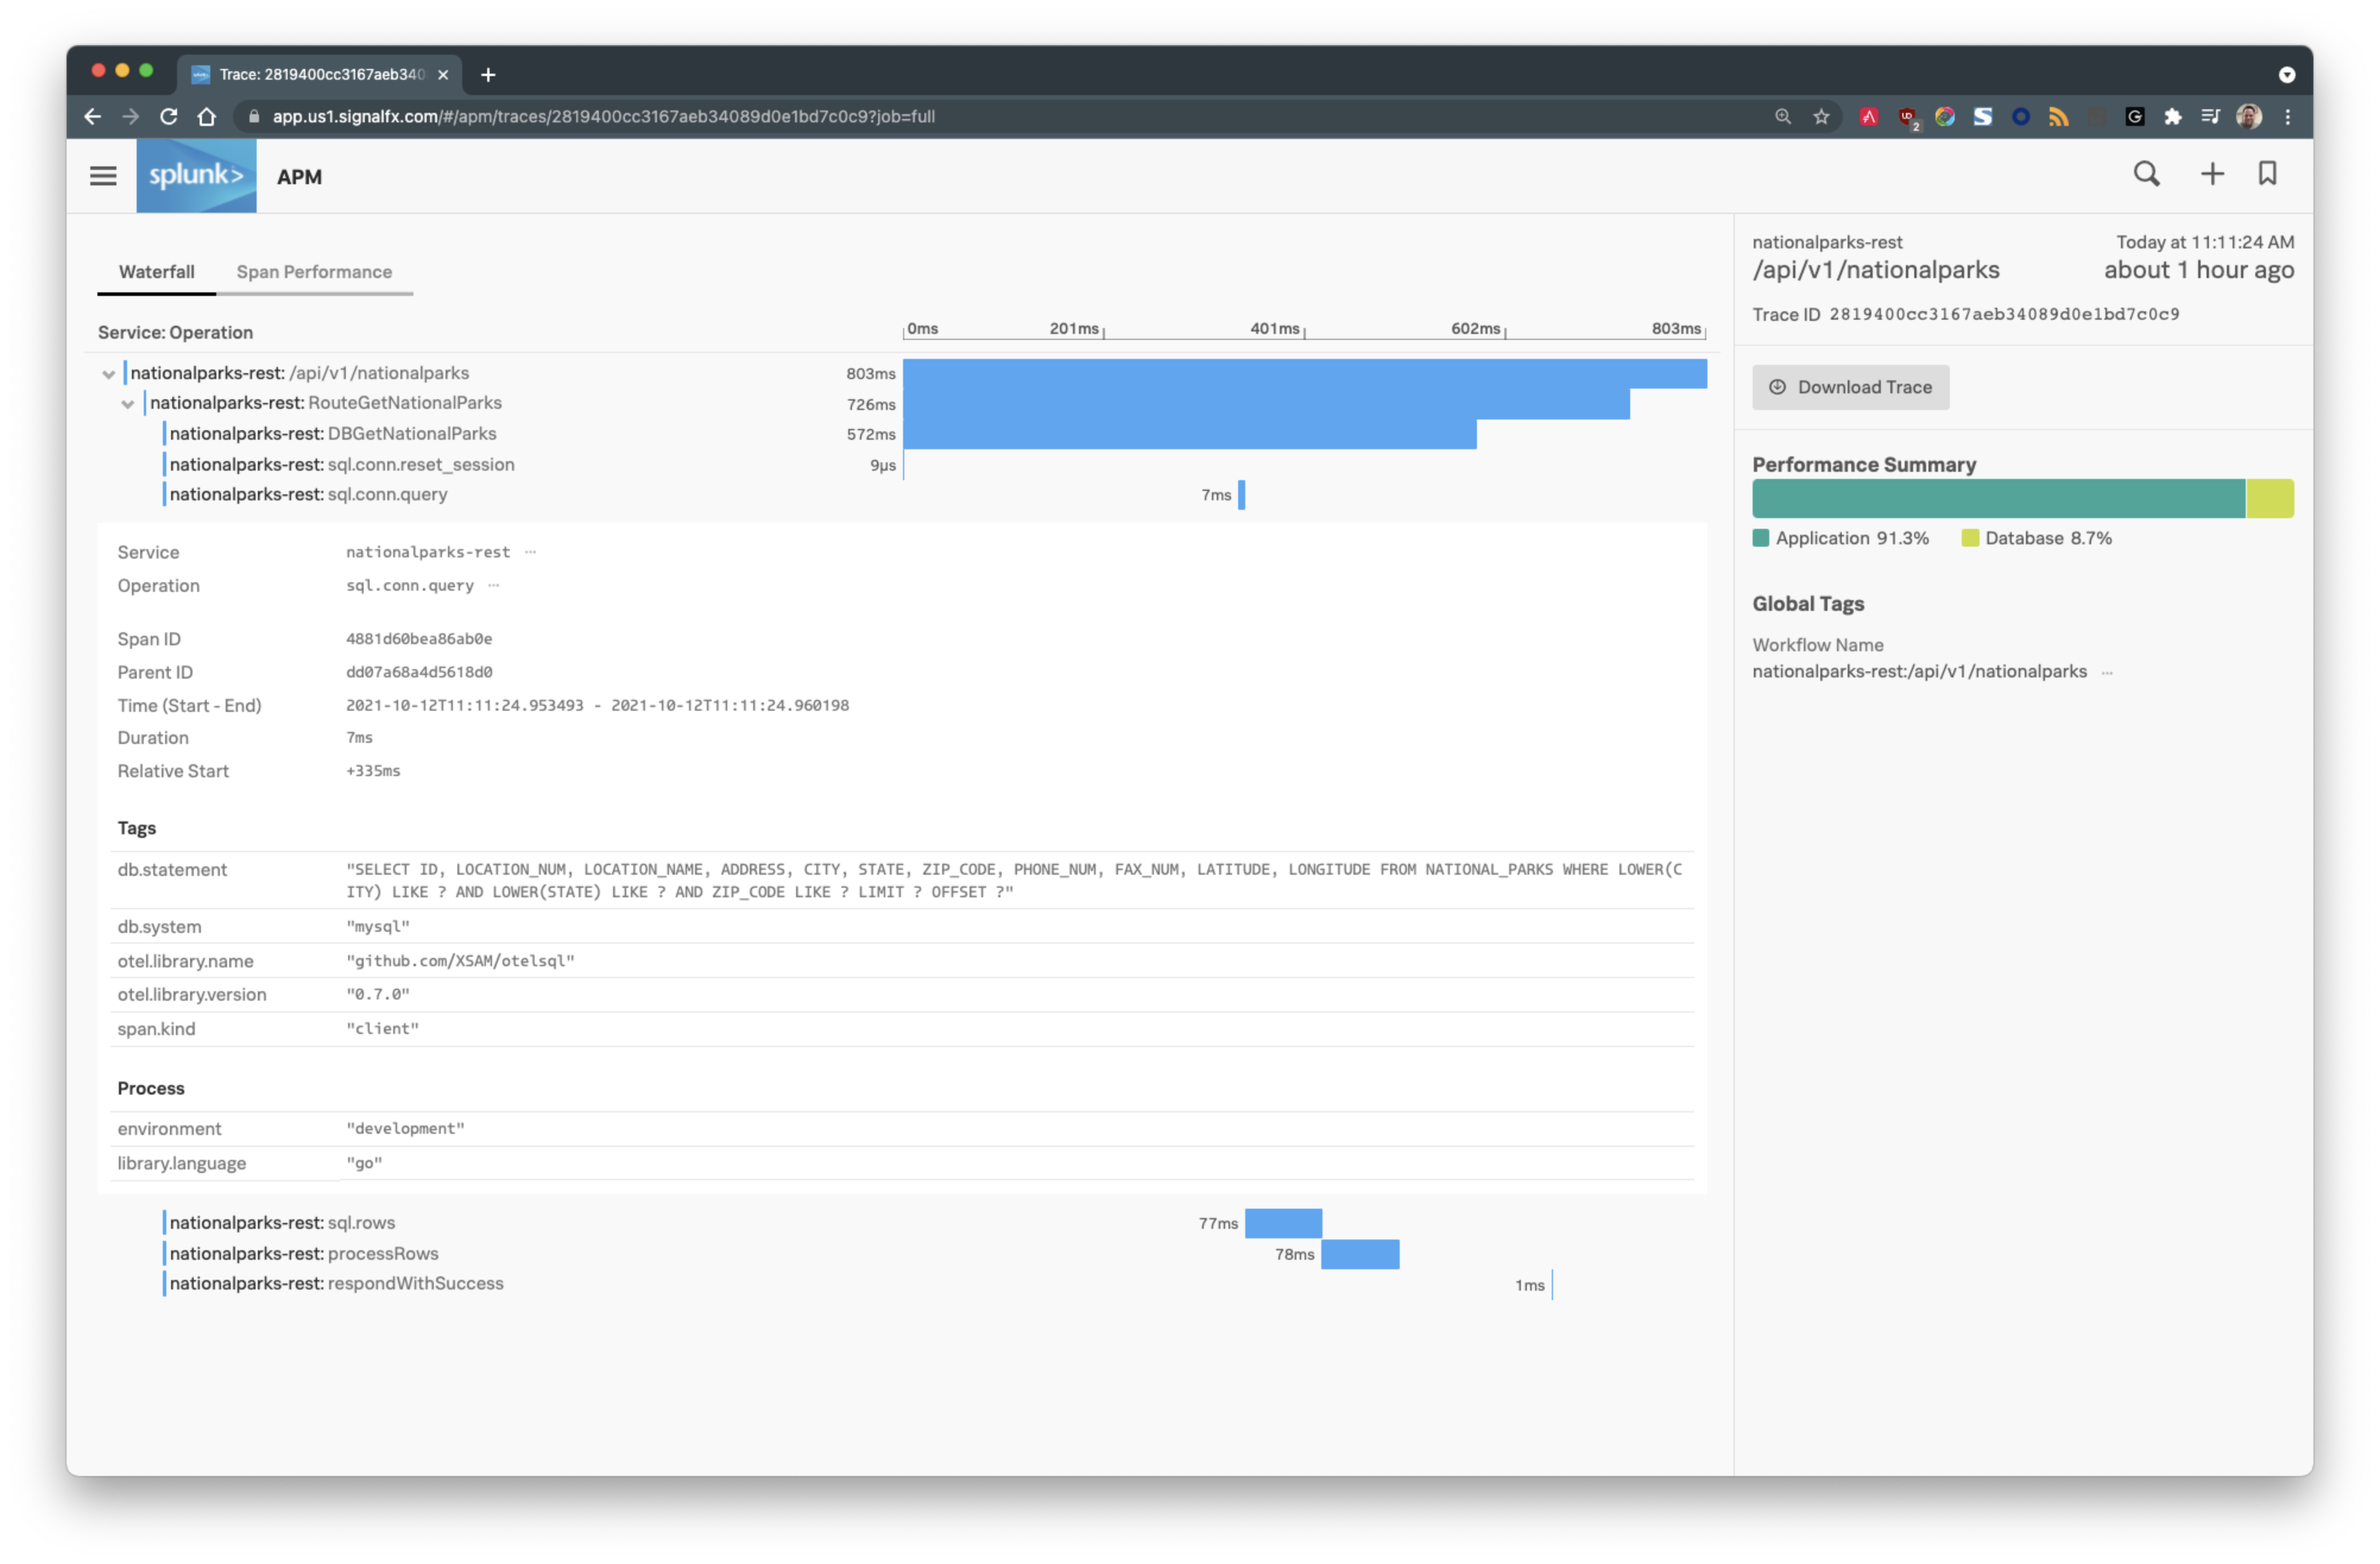 Trace: 2819400cc3167aeb340
app.us1.signalfx.com/#/apm/traces/2819400cc3167aeb34089d0e1bd7c0c9?job=full
2
splunk> APM
Waterfall Span Performance
Service: Operation 0ms 201ms 401ms 602ms 803ms
nationalparks-rest: /api/v1/nationalparks 803ms
nationalparks-rest: RouteGetNationalParks 726ms
nationalparks-rest: DBGetNationalParks 572ms
nationalparks-rest: sql.conn.reset_session 9µs
nationalparks-rest: sql.conn.query 7ms
Service nationalparks-rest ...
Operation sql.conn.query ...
Span ID 4881d60bea86ab0e
Parent ID dd07a68a4d5618d0
Time (Start - End) 2021-10-12T11:11:24.953493 - 2021-10-12T11:11:24.960198
Duration 7ms
Relative Start +335ms
Tags
db.statement "SELECT ID, LOCATION_NUM, LOCATION_NAME, ADDRESS, CITY, STATE, ZIP_CODE, PHONE_NUM, FAX_NUM, LATITUDE, LONGITUDE FROM NATIONAL_PARKS WHERE LOWER(C
ITY) LIKE ? AND LOWER(STATE) LIKE ? AND ZIP_CODE LIKE ? LIMIT ? OFFSET ?"
db.system "mysql"
otel.library.name "github.com/XSAM/otelsql"
otel.library.version "0.7.0"
span.kind "client"
Process
environment "development"
library.language "go"
nationalparks-rest: sql.rows 77ms
nationalparks-rest: processRows 78ms
nationalparks-rest: respondWithSuccess 1ms
nationalparks-rest Today at 11:11:24 AM
/api/v1/nationalparks about 1 hour ago
Trace ID 2819400cc3167aeb34089d0e1bd7c0c9
Download Trace
Performance Summary
Application 91.3% Database 8.7%
Global Tags
Workflow Name
nationalparks-rest:/api/v1/nationalparks ...